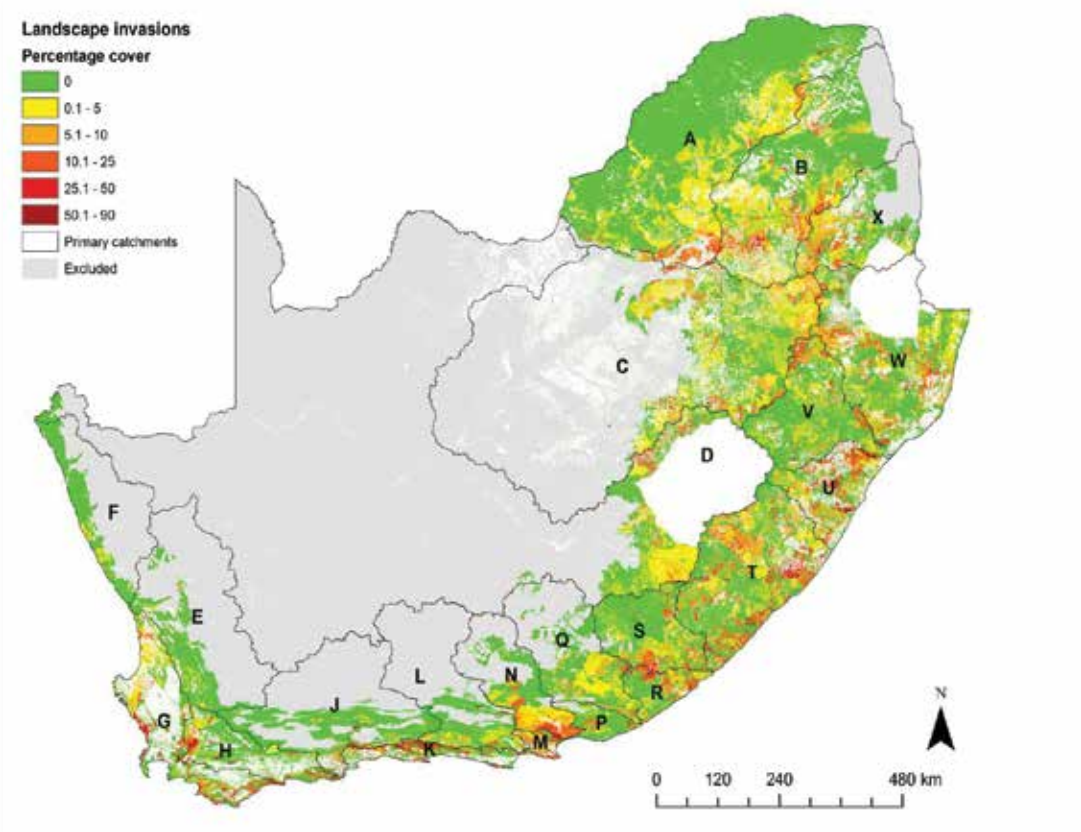 Landscape invasions
Percentage cover
0
0.1 - 5
5.1 - 10
10.1 - 25
25.1 - 50
50.1 - 90
Primary catchments
Excluded
A
B
X
C
W
V
D
U
F
T
E
S
Q
L
N
R
J
G
P
H
K
M
N
0 120 240 480 km